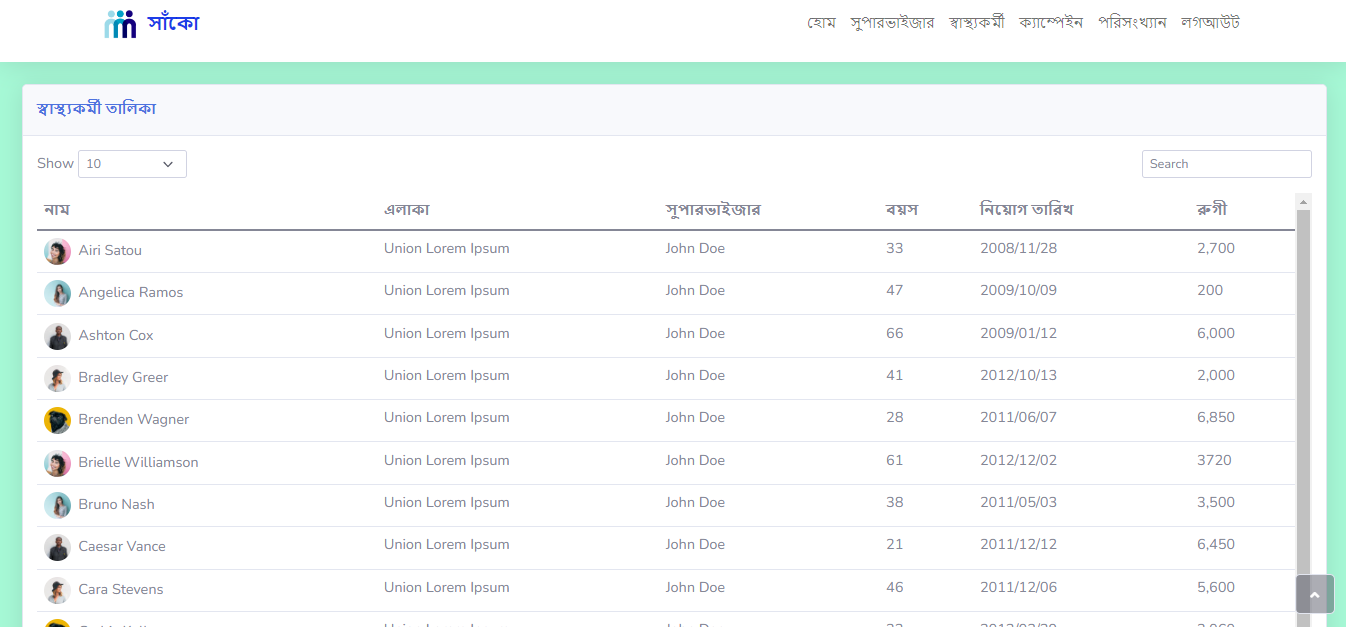 সাঁকো
হোম সুপারভাইজার স্বাস্থ্যকর্মী ক্যাম্পেইন পরিসংখ্যান লগআউট
স্বাস্থ্যকর্মী তালিকা
Show 10 Search
নাম এলাকা সুপারভাইজার বয়স নিয়োগ তারিখ রুগী
Airi Satou Union Lorem Ipsum John Doe 33 2008/11/28 2,700
Angelica Ramos Union Lorem Ipsum John Doe 47 2009/10/09 200
Ashton Cox Union Lorem Ipsum John Doe 66 2009/01/12 6,000
Bradley Greer Union Lorem Ipsum John Doe 41 2012/10/13 2,000
Brenden Wagner Union Lorem Ipsum John Doe 28 2011/06/07 6,850
Brielle Williamson Union Lorem Ipsum John Doe 61 2012/12/02 3720
Bruno Nash Union Lorem Ipsum John Doe 38 2011/05/03 3,500
Caesar Vance Union Lorem Ipsum John Doe 21 2011/12/12 6,450
Cara Stevens Union Lorem Ipsum John Doe 46 2011/12/06 5,600